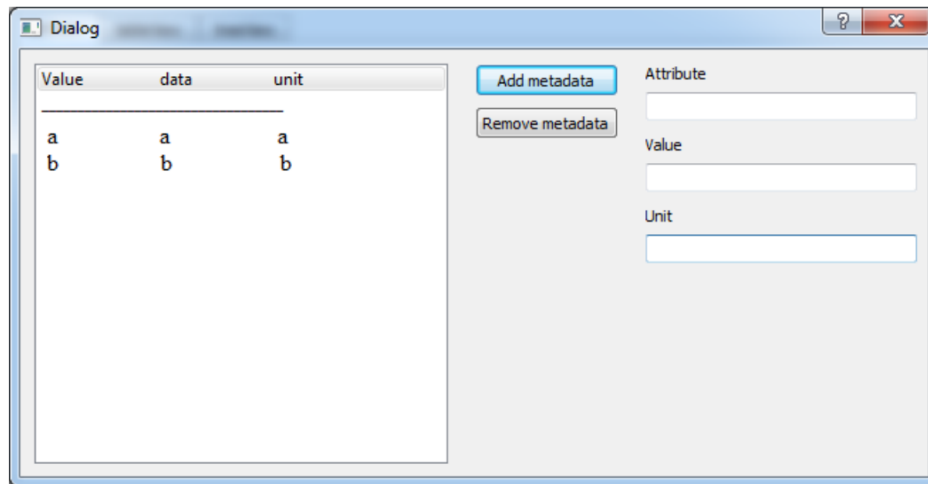 Dialog
Value data unit
a a a
b b b
Add metadata
Remove metadata
Attribute
Value
Unit